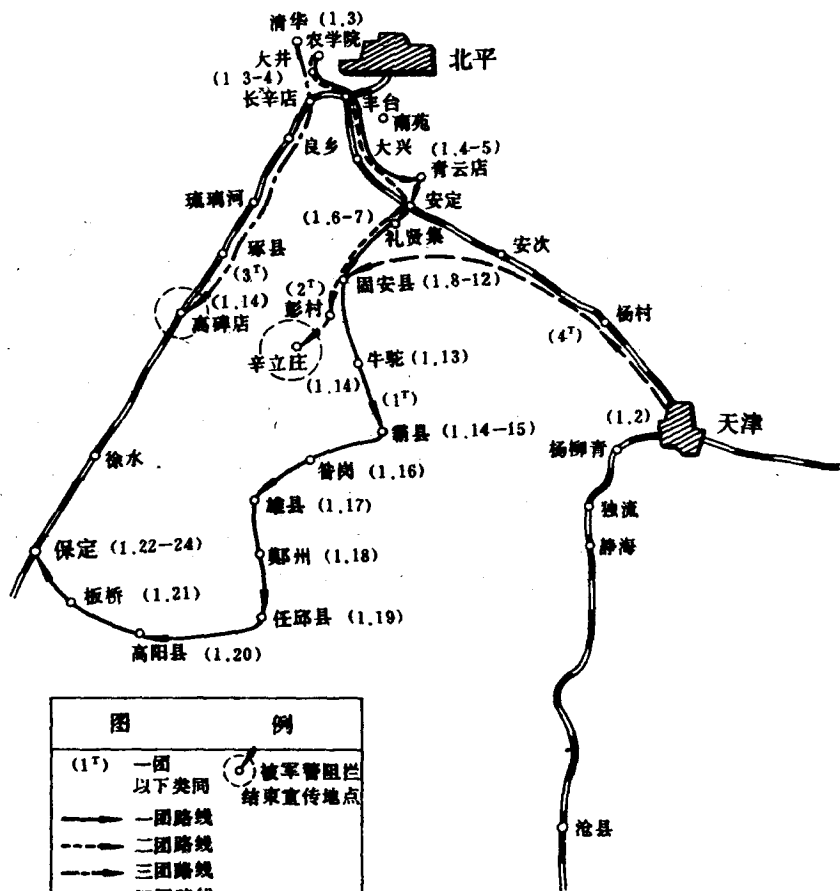 清华 (1.3)
农学院
大井
北平
(1 3-4)
长辛店
丰台
南苑
良乡
大兴 (1.4-5)
青云店
琉璃河
安定
(1.6-7)
礼贤集
安次
琢县
(3ᵀ)
(2ᵀ)
固安县 (1.8-12)
(1.14)
彭村
高碑店
杨村
(4ᵀ)
辛立庄
牛驼 (1.13)
(1.14)
(1ᵀ)
(1.2)
天津
霸县 (1.14-15)
杨柳青
徐水
昝岗 (1.16)
雄县 (1.17)
独流
保定 (1.22-24)
鄚州 (1.18)
静海
板桥 (1.21)
任邱县 (1.19)
高阳县 (1.20)
图 例
(1ᵀ) 一团
以下类同
被军警阻拦
结束宣传地点
一团路线
二团路线
三团路线
沧县